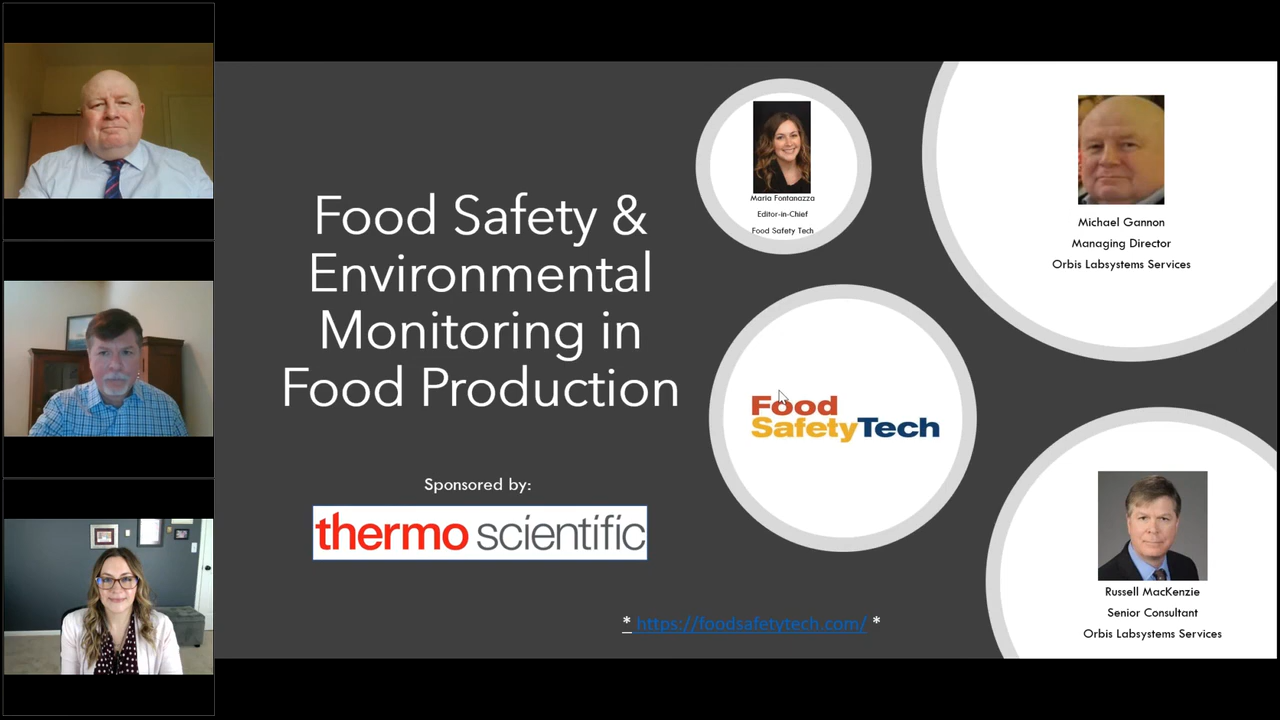 Food Safety &
Environmental
Monitoring in
Food Production
Sponsored by:
thermo scientific
Maria Fontanazza
Editor-in-Chief
Food Safety Tech
Food
SafetyTech
Michael Gannon
Managing Director
Orbis Labsystems Services
Russell MacKenzie
Senior Consultant
Orbis Labsystems Services
* https://foodsafetytech.com/ *